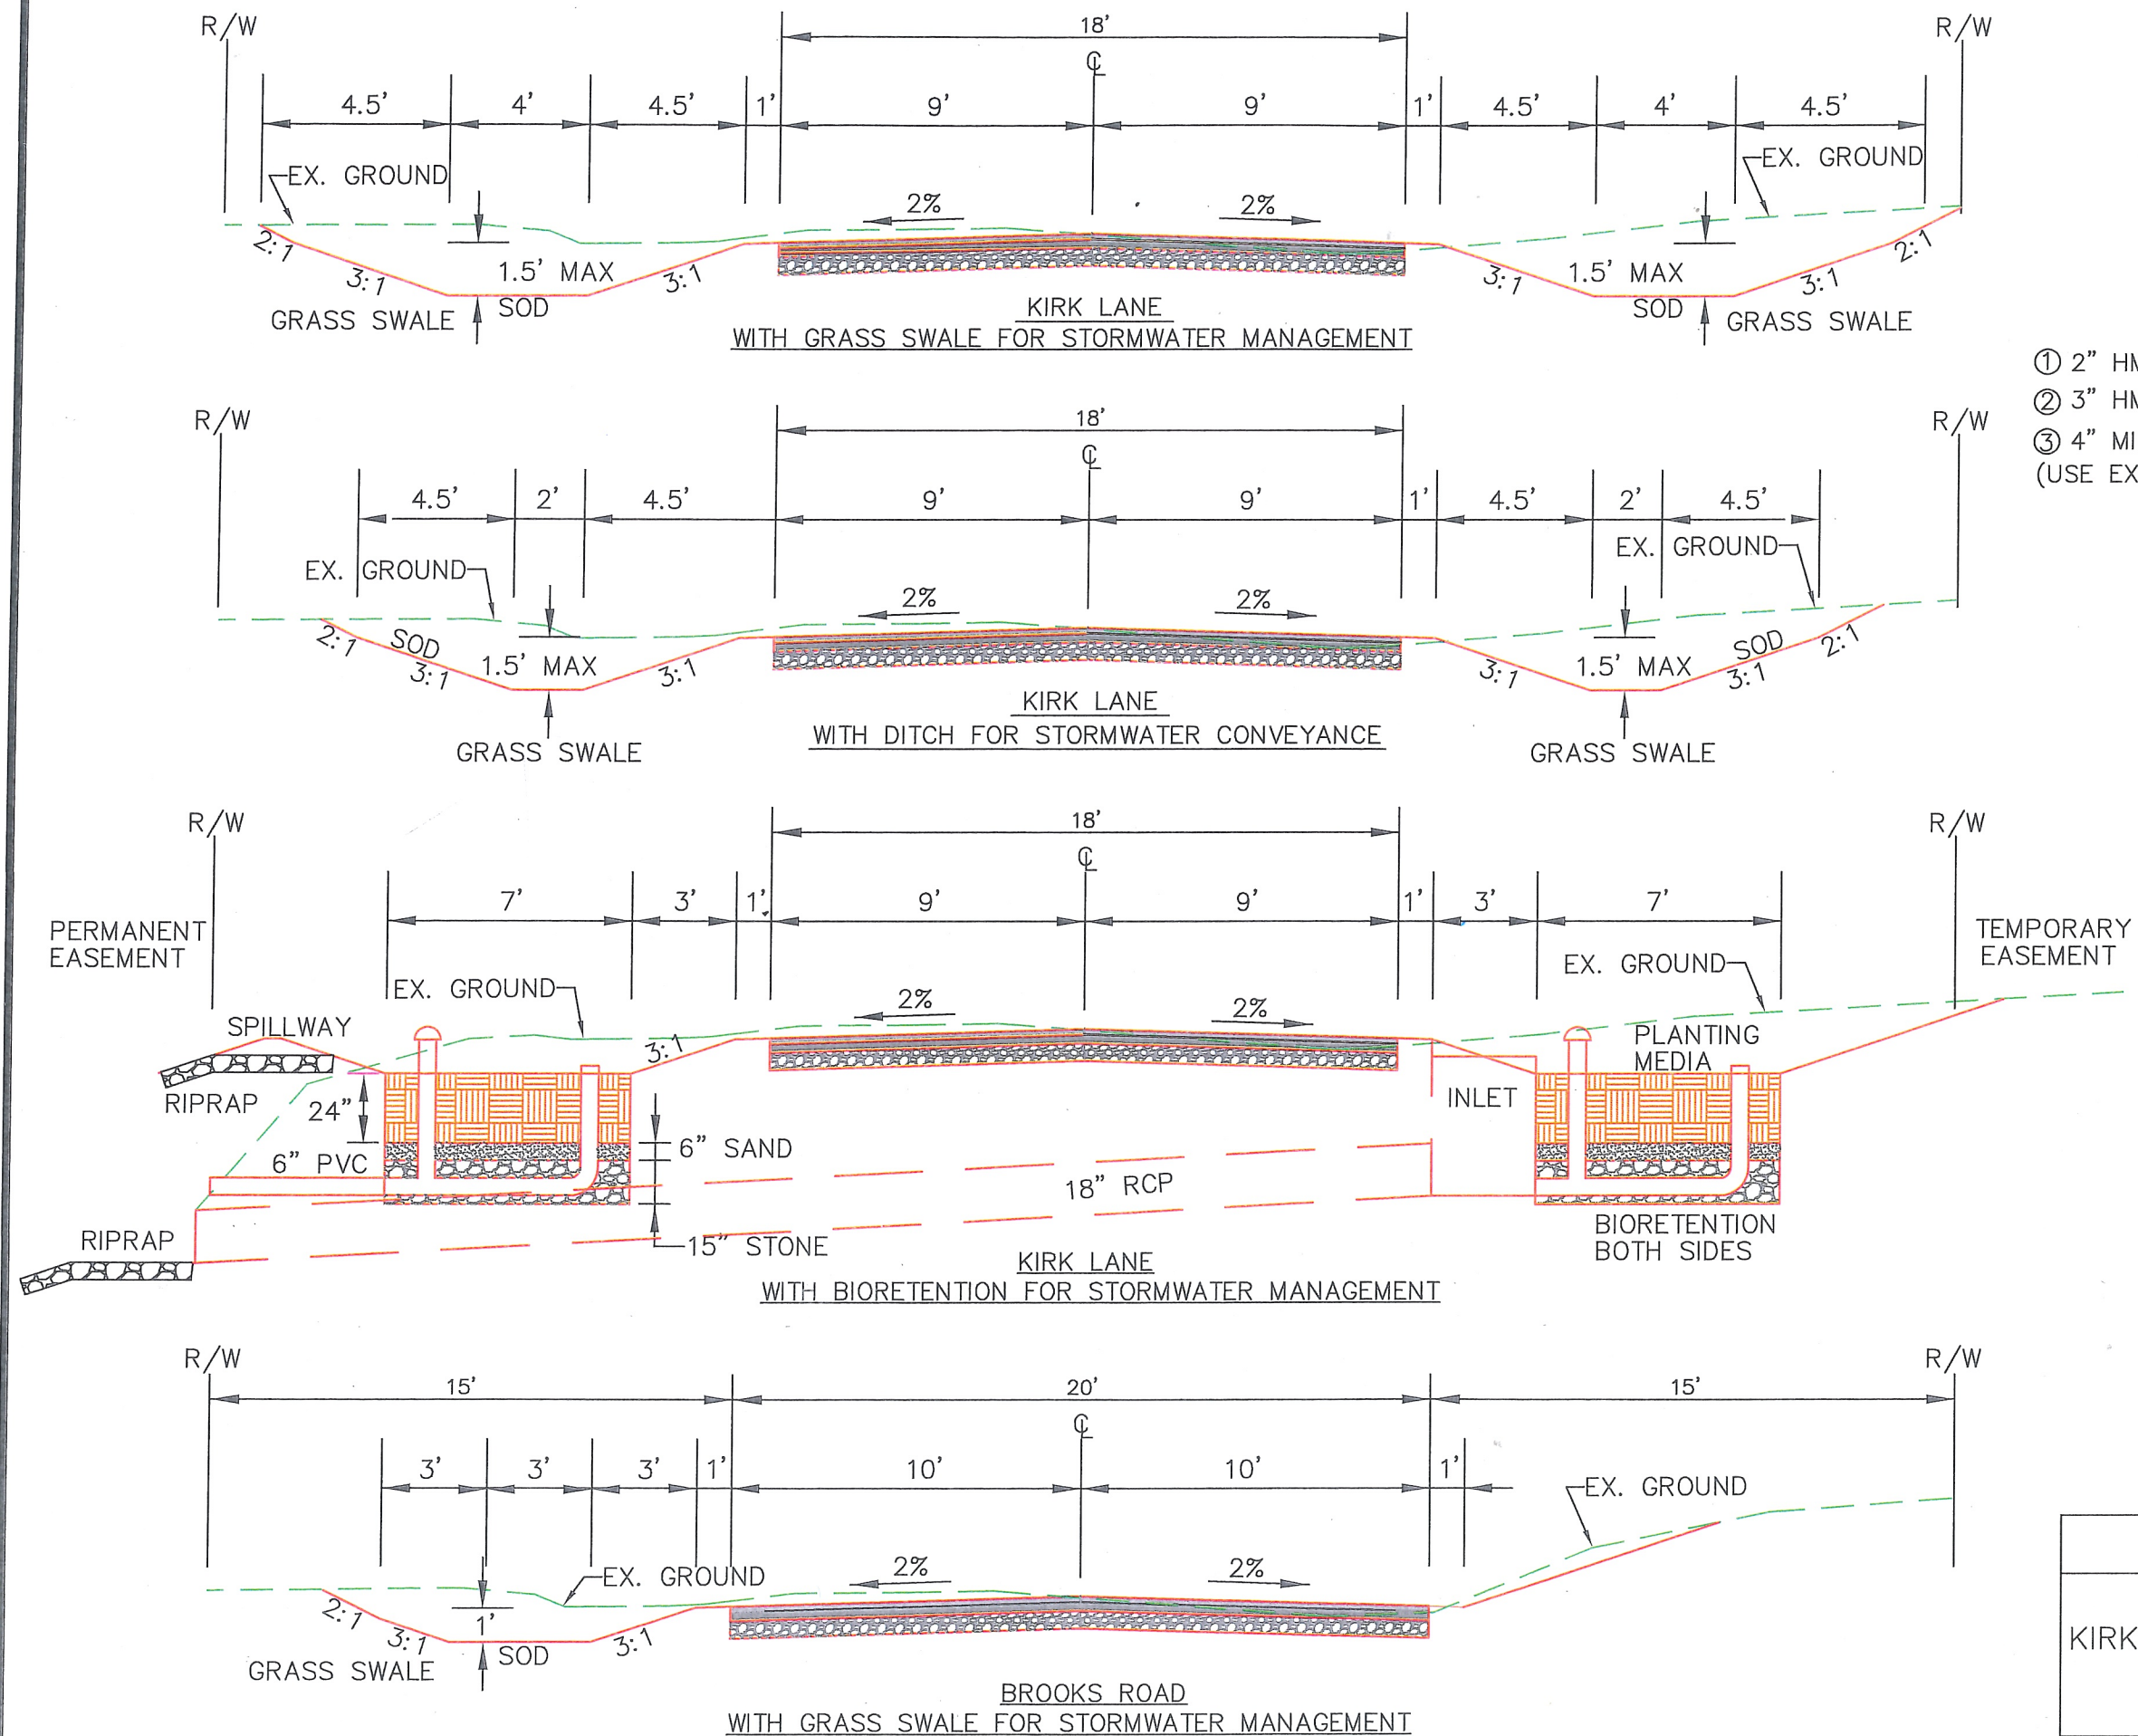 R/W
18'
R/W
℄
4.5'
4'
4.5'
1'
9'
9'
1'
4.5'
4'
4.5'
EX. GROUND
EX. GROUND
2%
2%
2:1
3:1
1.5' MAX
3:1
3:1
1.5' MAX
3:1
2:1
GRASS SWALE
SOD
SOD
GRASS SWALE
KIRK LANE
WITH GRASS SWALE FOR STORMWATER MANAGEMENT
① 2" HM
② 3" HM
③ 4" MI
(USE EX
R/W
18'
R/W
℄
4.5'
2'
4.5'
9'
9'
1'
4.5'
2'
4.5'
EX. GROUND
EX. GROUND
2%
2%
2:1
SOD
3:1
1.5' MAX
3:1
3:1
1.5' MAX
SOD
3:1
2:1
GRASS SWALE
GRASS SWALE
KIRK LANE
WITH DITCH FOR STORMWATER CONVEYANCE
R/W
18'
R/W
℄
7'
3'
1'
9'
9'
1'
3'
7'
PERMANENT
EASEMENT
TEMPORARY
EASEMENT
EX. GROUND
EX. GROUND
2%
2%
SPILLWAY
3:1
PLANTING
MEDIA
RIPRAP
24"
INLET
6" SAND
6" PVC
18" RCP
RIPRAP
15" STONE
BIORETENTION
BOTH SIDES
KIRK LANE
WITH BIORETENTION FOR STORMWATER MANAGEMENT
R/W
R/W
15'
20'
15'
℄
3'
3'
3'
1'
10'
10'
1'
EX. GROUND
EX. GROUND
2%
2%
2:1
3:1
1'
3:1
GRASS SWALE
SOD
KIRK
BROOKS ROAD
WITH GRASS SWALE FOR STORMWATER MANAGEMENT